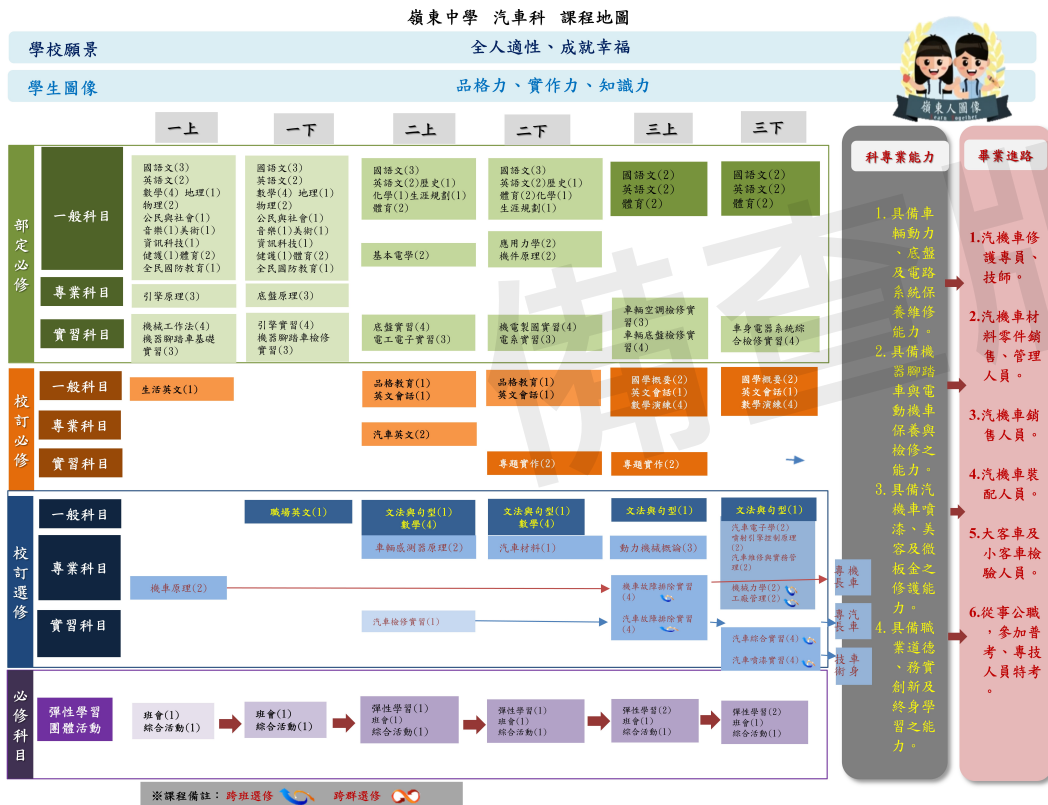 嶺東中學 汽車科 課程地圖
學校願景
全人適性、成就幸福
學生圖像
品格力、實作力、知識力
嶺東人圖像
一上
一下
二上
二下
三上
三下
部定必修
一般科目
國語文(3)
英語文(2)
數學(4) 地理(1)
物理(2)
公民與社會(1)
音樂(1)美術(1)
資訊科技(1)
健護(1)體育(2)
全民國防教育(1)
國語文(3)
英語文(2)
數學(4) 地理(1)
物理(2)
公民與社會(1)
音樂(1)美術(1)
資訊科技(1)
健護(1)體育(2)
全民國防教育(1)
國語文(3)
英語文(2)歷史(1)
化學(1)生涯規劃(1)
體育(2)
國語文(3)
英語文(2)歷史(1)
體育(2)化學(1)
生涯規劃(1)
國語文(2)
英語文(2)
體育(2)
國語文(2)
英語文(2)
體育(2)
基本電學(2)
應用力學(2)
機件原理(2)
專業科目
引擎原理(3)
底盤原理(3)
實習科目
機械工作法(4)
機器腳踏車基礎
實習(3)
引擎實習(4)
機器腳踏車檢修
實習(3)
底盤實習(4)
電工電子實習(3)
機電製圖實習(4)
電系實習(3)
車輛空調檢修實
習(3)
車輛底盤檢修實
習(4)
車身電器系統綜
合檢修實習(4)
校訂必修
一般科目
生活英文(1)
品格教育(1)
英文會話(1)
品格教育(1)
英文會話(1)
國學概要(2)
英文會話(1)
數學演練(4)
國學概要(2)
英文會話(1)
數學演練(4)
專業科目
汽車英文(2)
實習科目
專題實作(2)
專題實作(2)
校訂選修
一般科目
職場英文(1)
文法與句型(1)
數學(4)
文法與句型(1)
數學(4)
文法與句型(1)
文法與句型(1)
專業科目
車輛感測器原理(2)
汽車材料(1)
動力機械概論(3)
汽車電子學(2)
噴射引擎控制原理
(2)
汽車維修與實務管
理(2)
機械力學(2)
工廠管理(2)
機車原理(2)
機車故障排除實習
(4)
實習科目
汽車檢修實習(1)
汽車故障排除實習
(4)
汽車綜合實習(4)
汽車噴漆實習(4)
專機
長車
專汽
長車
技車
術身
必修科目
彈性學習
團體活動
班會(1)
綜合活動(1)
班會(1)
綜合活動(1)
彈性學習(1)
班會(1)
綜合活動(1)
彈性學習(1)
班會(1)
綜合活動(1)
彈性學習(2)
班會(1)
綜合活動(1)
彈性學習(2)
班會(1)
綜合活動(1)
科專業能力
1.具備車
輛動力
、底盤
及電路
系統保
養維修
能力。
2.具備機
器腳踏
車與電
動機車
保養與
檢修之
能力。
3.具備汽
機車噴
漆、美
容及微
板金之
修護能
力。
4.具備職
業道德
、務實
創新及
終身學
習之能
力。
畢業進路
1.汽機車修
護專員、
技師。
2.汽機車材
料零件銷
售、管理
人員。
3.汽機車銷
售人員。
4.汽機車裝
配人員。
5.大客車及
小客車檢
驗人員。
6.從事公職
，參加普
考、專技
人員特考
。
※課程備註：跨班選修 跨群選修